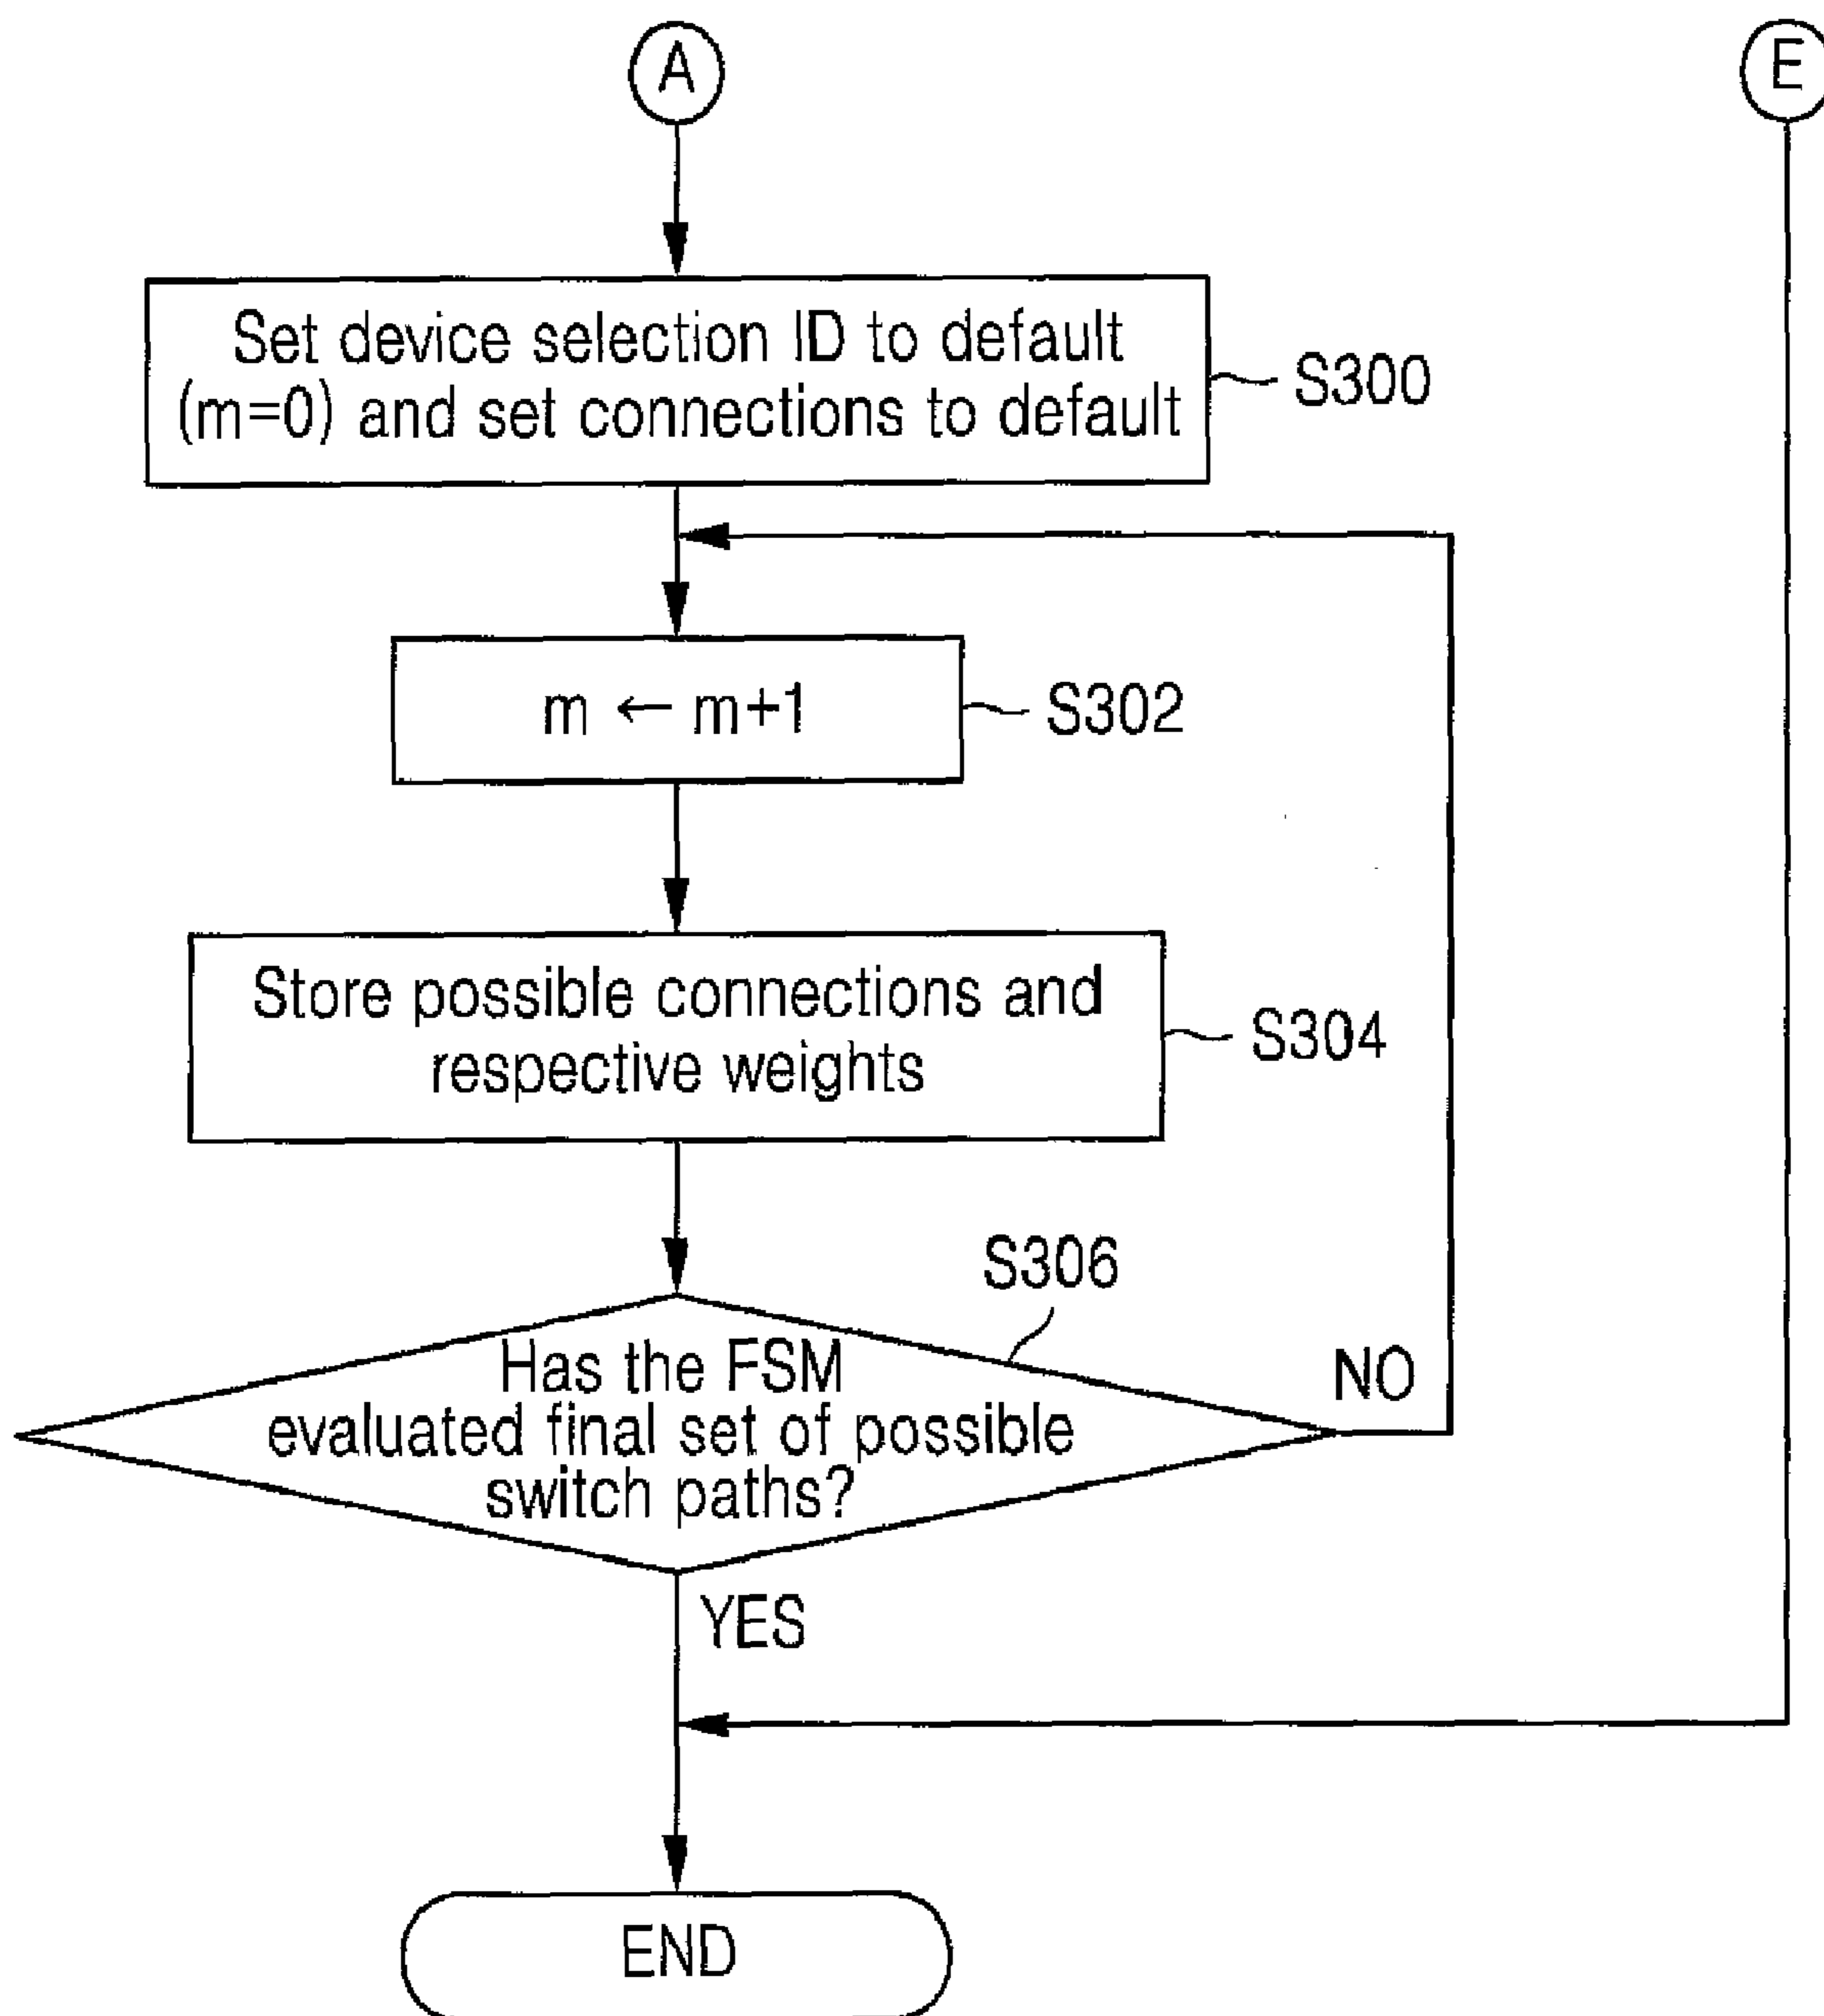 A
E
Set device selection ID to default
(m=0) and set connections to default
S300
m ← m+1
S302
Store possible connections and
respective weights
S304
S306
Has the FSM
evaluated final set of possible
switch paths?
NO
YES
END